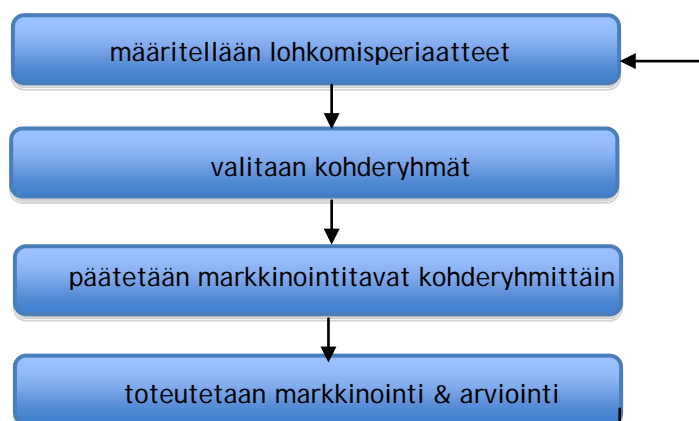 määritellään lohkomisperiaatteet
valitaan kohderyhmät
päätetään markkinointitavat kohderyhmittäin
toteutetaan markkinointi & arviointi